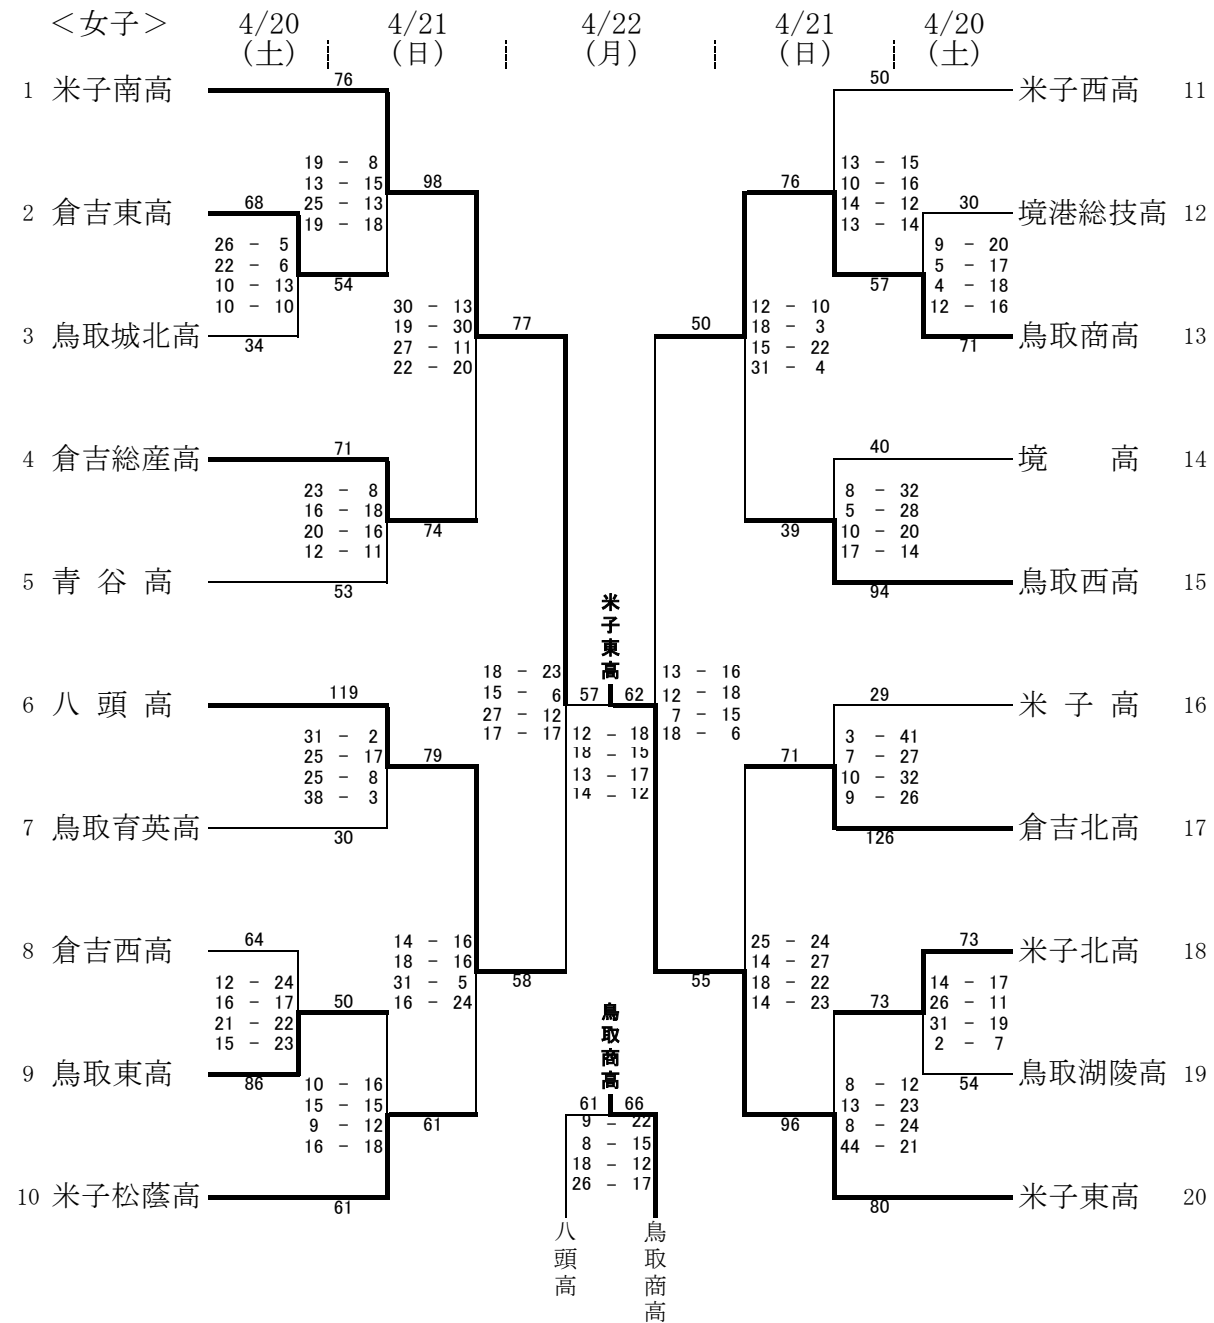 ＜女子＞ 4/20 4/21 4/22 4/21 4/20
（土） （日） （月） （日） （土）
1 米子南高 76
50 米子西高 11
19 － 8
13 － 15
25 － 13
19 － 18
98
76
13 － 15
10 － 16
14 － 12
13 － 14
2 倉吉東高 68
30 境港総技高 12
26 － 5
22 － 6
10 － 13
10 － 10
54
57
9 － 20
5 － 17
4 － 18
12 － 16
3 鳥取城北高 34
71 鳥取商高 13
30 － 13
19 － 30
27 － 11
22 － 20
77
50
12 － 10
18 － 3
15 － 22
31 － 4
4 倉吉総産高 71
40 境 高 14
23 － 8
16 － 18
20 － 16
12 － 11
74
39
8 － 32
5 － 28
10 － 20
17 － 14
5 青谷高 53
94 鳥取西高 15
米子東高
18 － 23
15 － 6
27 － 12
17 － 17
57 62
12 － 18
18 － 15
13 － 17
14 － 12
13 － 16
12 － 18
7 － 15
18 － 6
6 八頭高 119
29 米子高 16
31 － 2
25 － 17
25 － 8
38 － 3
79
71
3 － 41
7 － 27
10 － 32
9 － 26
7 鳥取育英高 30
126 倉吉北高 17
8 倉吉西高 64
73 米子北高 18
14 － 16
18 － 16
31 － 5
16 － 24
58
55
25 － 24
14 － 27
18 － 22
14 － 23
12 － 24
16 － 17
21 － 22
15 － 23
50
73
14 － 17
26 － 11
31 － 19
2 － 7
9 鳥取東高 86
54 鳥取湖陵高 19
10 － 16
15 － 15
9 － 12
16 － 18
61
96
8 － 12
13 － 23
8 － 24
44 － 21
鳥取商高
61 66
9 － 22
8 － 15
18 － 12
26 － 17
10 米子松蔭高 61
80 米子東高 20
八頭高
鳥取商高